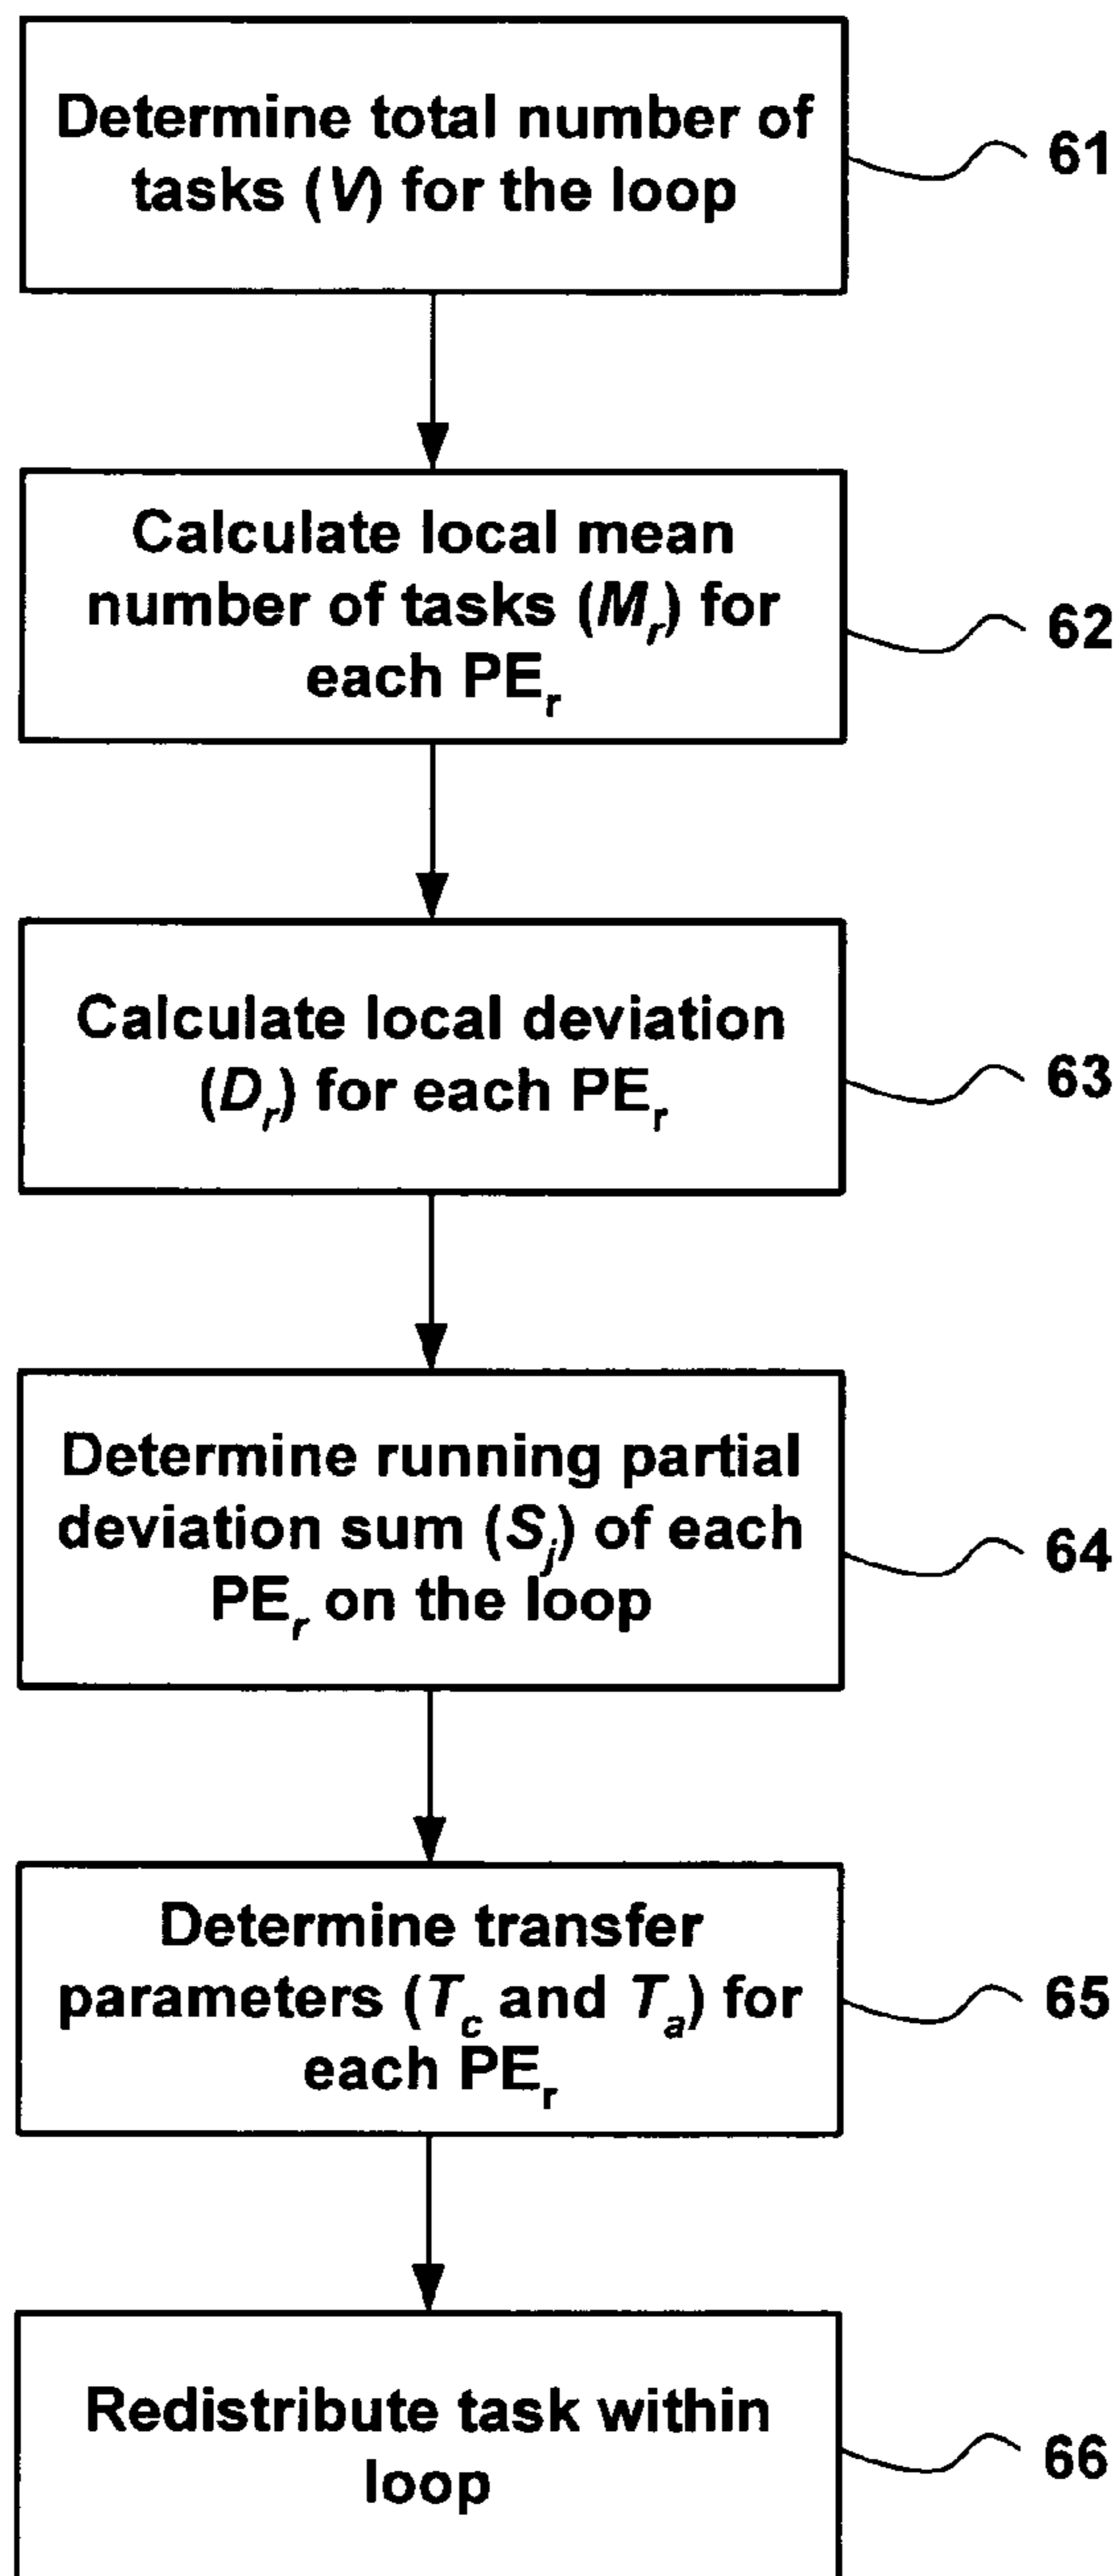 Determine total number of
tasks (V) for the loop
61
Calculate local mean
number of tasks (Mr) for
each PEr
62
Calculate local deviation
(Dr) for each PEr
63
Determine running partial
deviation sum (Sj) of each
PEr on the loop
64
Determine transfer
parameters (Tc and Ta) for
each PEr
65
Redistribute task within
loop
66